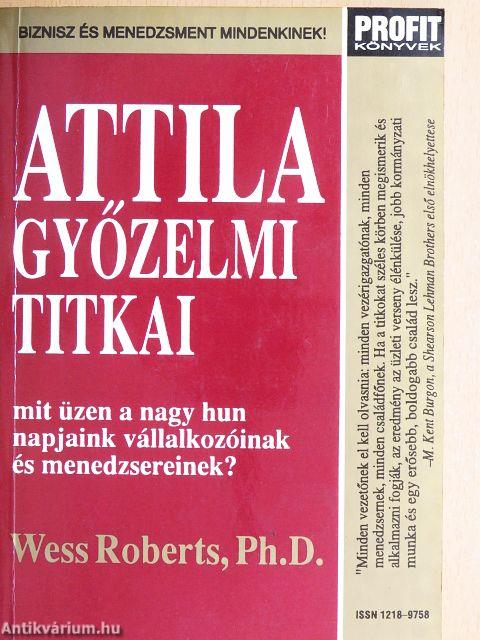 BIZNISZ ÉS MENEDZSMENT MINDENKINEK!
PROFIT
KÖNYVEK
ATTILA
GYŐZELMI
TITKAI
mit üzen a nagy hun
napjaink vállalkozóinak
és menedzsereinek?
Wess Roberts, Ph.D.
"Minden vezetőnek el kell olvasnia: minden vezérigazgatónak, minden
menedzsernek, minden családfőnek. Ha a titkokat széles körben megismerik és
alkalmazni fogják, az eredmény az üzleti verseny élénkülése, jobb kormányzati
munka és egy erősebb, boldogabb család lesz."
–M. Kent Burgon, a Shearson Lehman Brothers első elnökhelyettese
ISSN 1218–9758
Antikvárium.hu